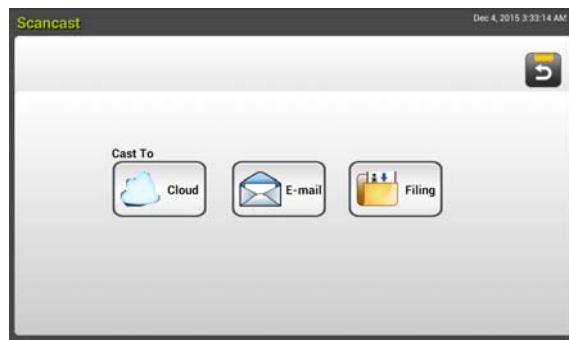 Scancast
Dec 4, 2015 3:33:14 AM
Cast To
Cloud
E-mail
Filing